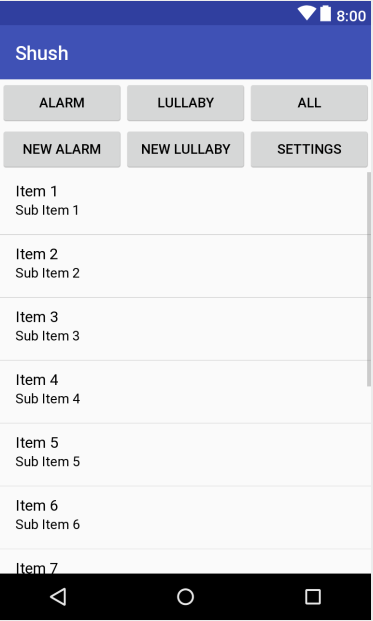 8:00
Shush
ALARM LULLABY ALL
NEW ALARM NEW LULLABY SETTINGS
Item 1
Sub Item 1
Item 2
Sub Item 2
Item 3
Sub Item 3
Item 4
Sub Item 4
Item 5
Sub Item 5
Item 6
Sub Item 6
Item 7